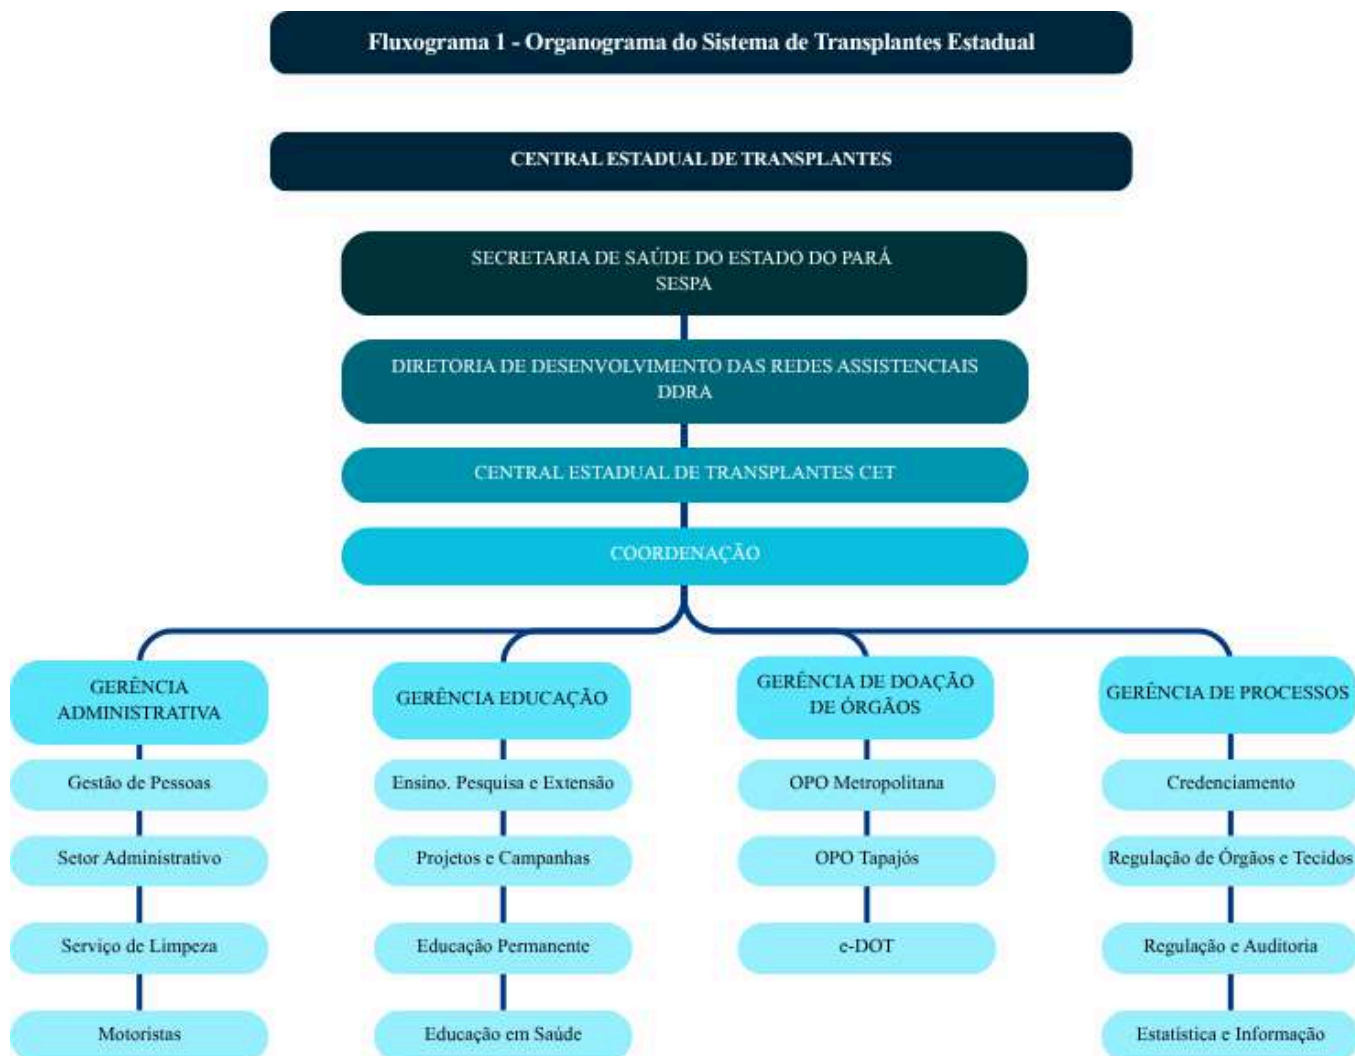 Fluxograma 1 - Organograma do Sistema de Transplantes Estadual
CENTRAL ESTADUAL DE TRANSPLANTES
SECRETARIA DE SAÚDE DO ESTADO DO PARÁ
SESPA
DIRETORIA DE DESENVOLVIMENTO DAS REDES ASSISTENCIAIS
DDRA
CENTRAL ESTADUAL DE TRANSPLANTES CET
COORDENAÇÃO
GERÊNCIA
ADMINISTRATIVA
Gestão de Pessoas
Setor Administrativo
Serviço de Limpeza
Motoristas
GERÊNCIA EDUCAÇÃO
Ensino. Pesquisa e Extensão
Projetos e Campanhas
Educação Permanente
Educação em Saúde
GERÊNCIA DE DOAÇÃO
DE ÓRGÃOS
OPO Metropolitana
OPO Tapajós
e-DOT
GERÊNCIA DE PROCESSOS
Credenciamento
Regulação de Órgãos e Tecidos
Regulação e Auditoria
Estatística e Informação